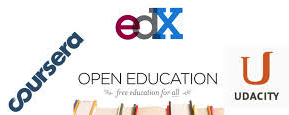 edX
coursera
OPEN EDUCATION
free education for all
U
UDACITY